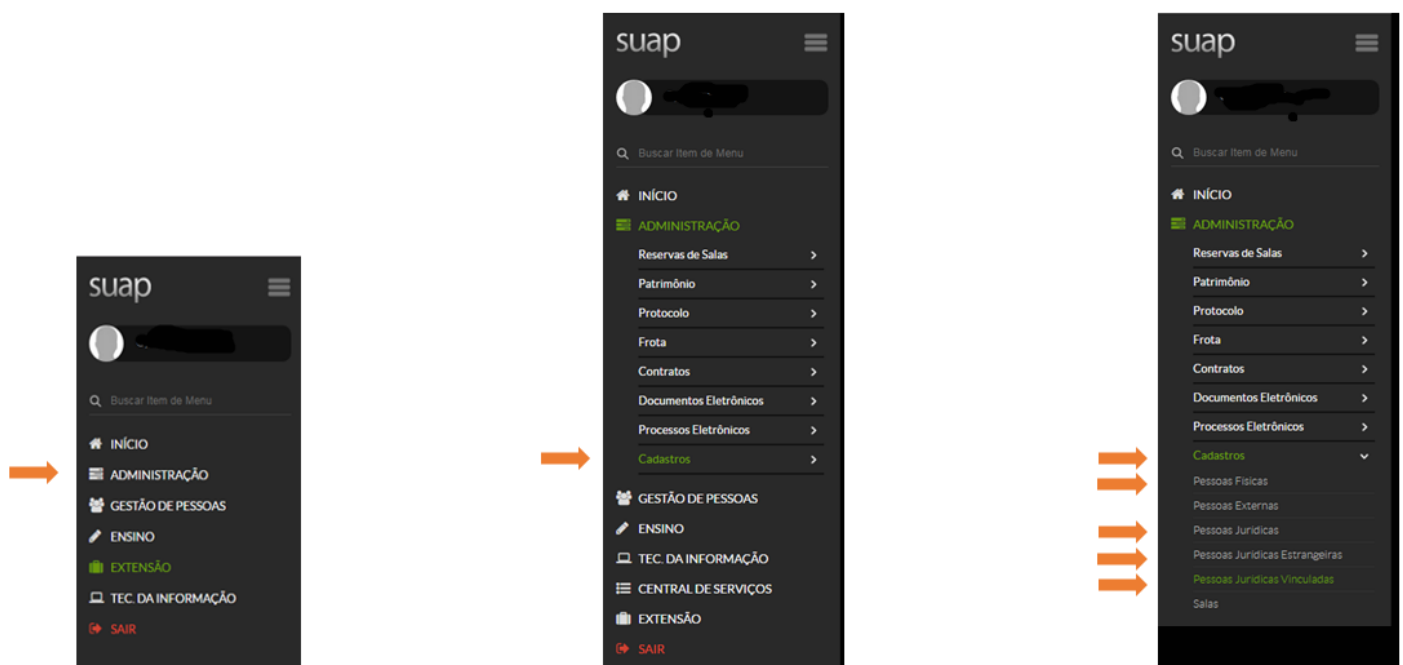 suap
Buscar Item de Menu
INÍCIO
ADMINISTRAÇÃO
GESTÃO DE PESSOAS
ENSINO
EXTENSÃO
TEC. DA INFORMAÇÃO
SAIR
suap
Buscar Item de Menu
INÍCIO
ADMINISTRAÇÃO
Reservas de Salas
Patrimônio
Protocolo
Frota
Contratos
Documentos Eletrônicos
Processos Eletrônicos
Cadastros
GESTÃO DE PESSOAS
ENSINO
TEC. DA INFORMAÇÃO
CENTRAL DE SERVIÇOS
EXTENSÃO
SAIR
suap
Buscar Item de Menu
INÍCIO
ADMINISTRAÇÃO
Reservas de Salas
Patrimônio
Protocolo
Frota
Contratos
Documentos Eletrônicos
Processos Eletrônicos
Cadastros
Pessoas Físicas
Pessoas Externas
Pessoas Jurídicas
Pessoas Jurídicas Estrangeiras
Pessoas Jurídicas Vinculadas
Salas